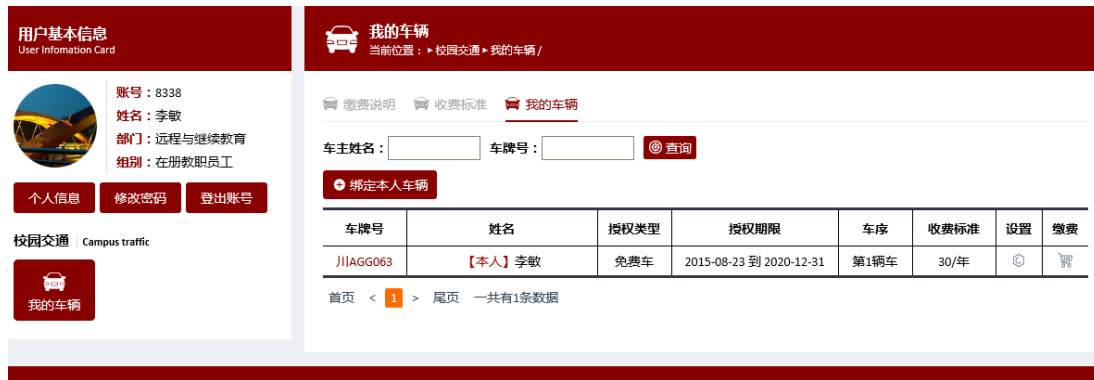 用户基本信息
User Infomation Card
账号：8338
姓名：李敏
部门：远程与继续教育
组别：在册教职员工
个人信息 修改密码 登出账号
校园交通 Campus traffic
我的车辆
我的车辆
当前位置：▸校园交通▸我的车辆 /
缴费说明 收费标准 我的车辆
车主姓名： 车牌号： 查询
绑定本人车辆
车牌号 姓名 授权类型 授权期限 车序 收费标准 设置 缴费
川AGG063 【本人】李敏 免费车 2015-08-23 到 2020-12-31 第1辆车 30/年
首页 < 1 > 尾页 一共有1条数据